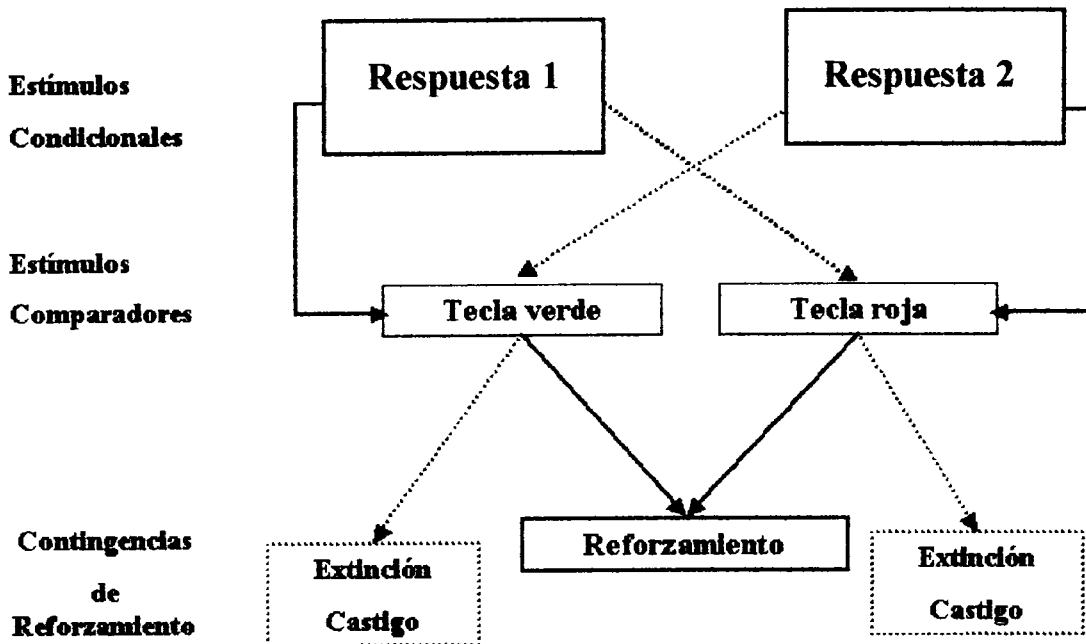 Respuesta 1
Respuesta 2
Estímulos
Condicionales
Estímulos
Comparadores
Tecla verde
Tecla roja
Contingencias
de
Reforzamiento
Extinción
Castigo
Reforzamiento
Extinción
Castigo